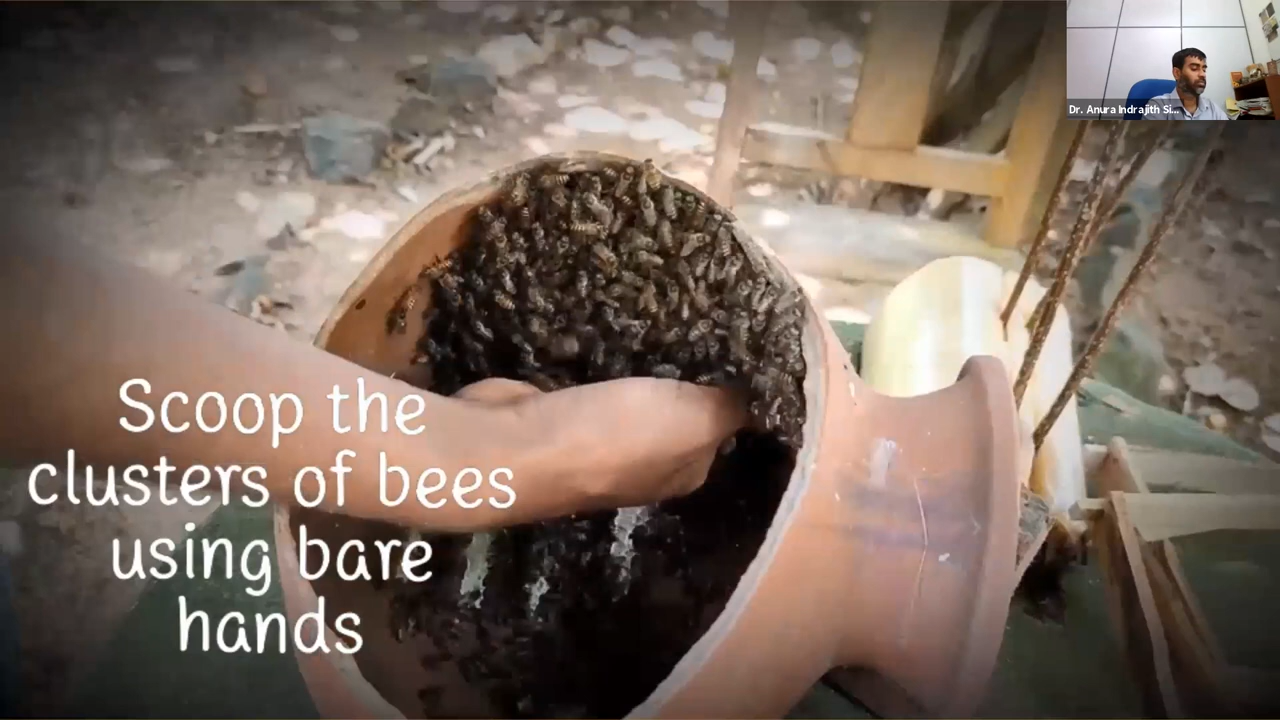 Dr. Anura Indrajith Si...
Scoop the
clusters of bees
using bare
hands